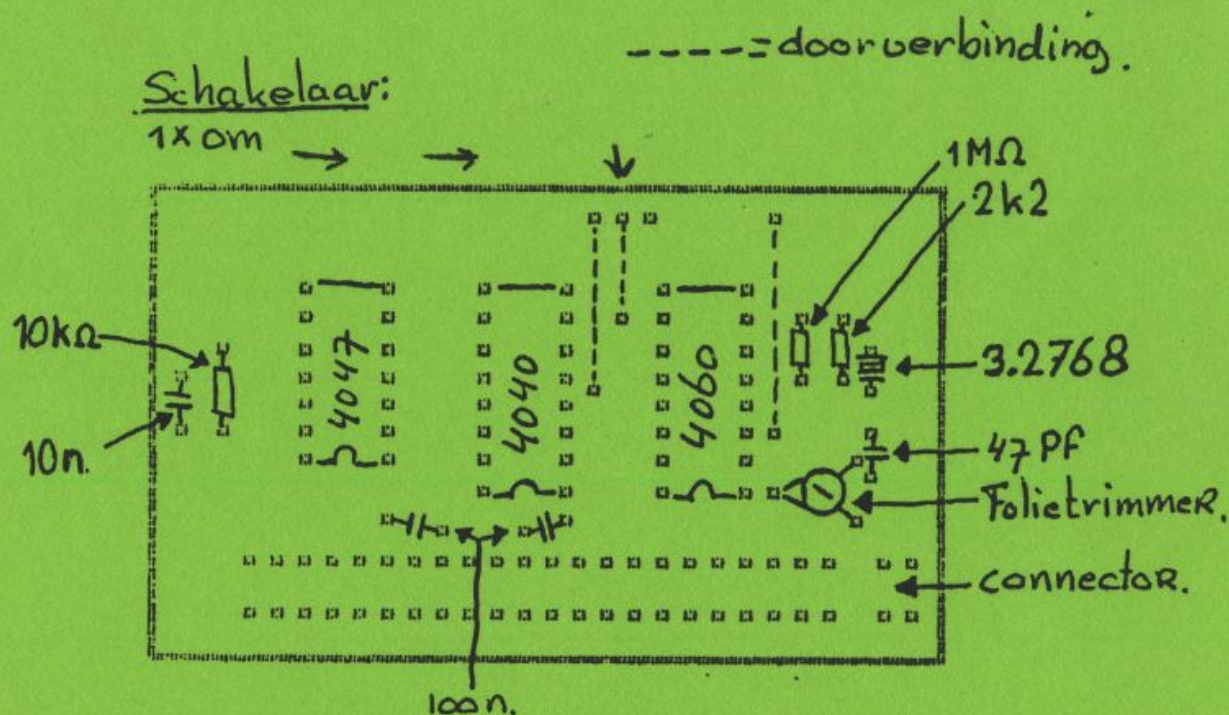 ----=doorverbinding.
Schakelaar:
1x om
1MΩ
2k2
10kΩ
4047
4040
4060
3.2768
10n.
47 PF
Folietrimmer.
connector.
100n.